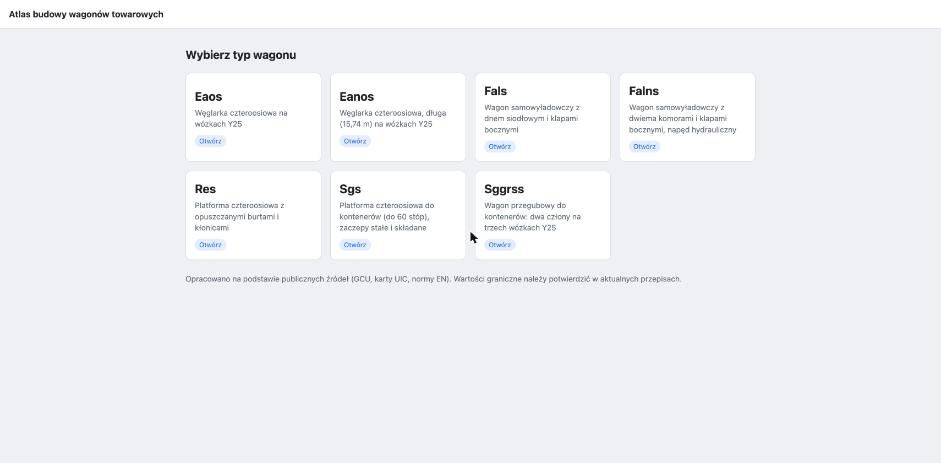 Atlas budowy wagonów towarowych
Wybierz typ wagonu
Eaos
Węglarka czteroosiowa na
wózkach Y25
Otwórz
Eanos
Węglarka czteroosiowa, długa
(15,74 m) na wózkach Y25
Otwórz
Fals
Wagon samowyładowczy z
dnem siodłowym i klapami
bocznymi
Otwórz
Falns
Wagon samowyładowczy z
dwiema komorami i klapami
bocznymi, napęd hydrauliczny
Otwórz
Res
Platforma czteroosiowa z
opuszczanymi burtami i
kłonicami
Otwórz
Sgs
Platforma czteroosiowa do
kontenerów (do 60 stóp),
zaczepy stałe i składane
Otwórz
Sggrss
Wagon przegubowy do
kontenerów: dwa człony na
trzech wózkach Y25
Otwórz
Opracowano na podstawie publicznych źródeł (GCU, karty UIC, normy EN). Wartości graniczne należy potwierdzić w aktualnych przepisach.